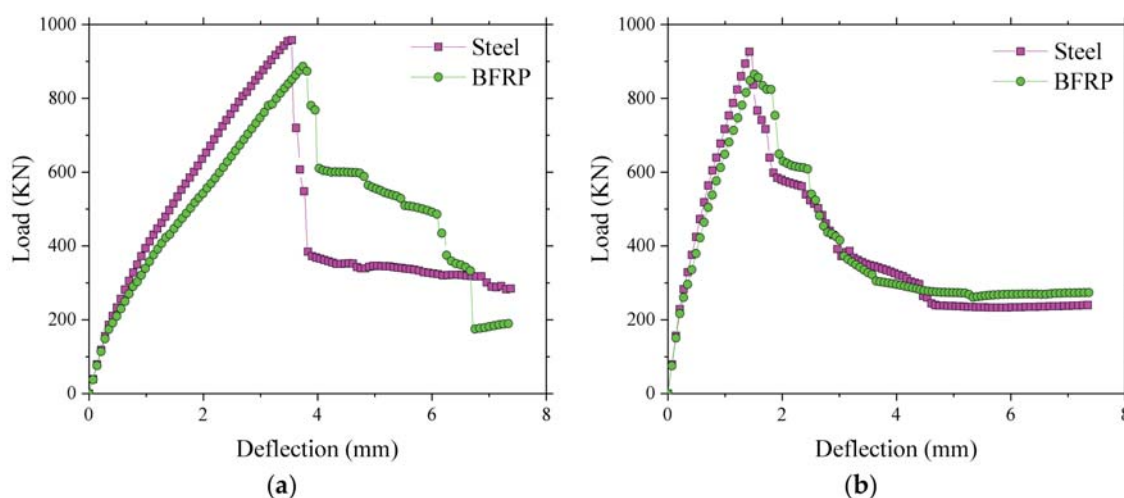 1000
800
600
400
200
0
Load (KN)
Steel
BFRP
0 2 4 6 8
Deflection (mm)
(a)
1000
800
600
400
200
0
Load (KN)
Steel
BFRP
0 2 4 6 8
Deflection (mm)
(b)